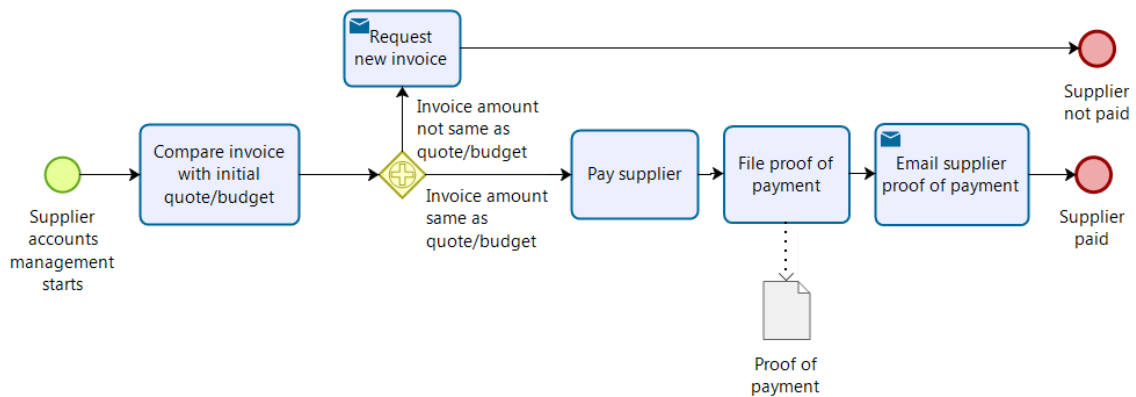 Request
new invoice
Supplier
not paid
Invoice amount
not same as
quote/budget
Compare invoice
with initial
quote/budget
Pay supplier
File proof of
payment
Email supplier
proof of payment
Invoice amount
same as
quote/budget
Supplier
accounts
management
starts
Supplier
paid
Proof of
payment